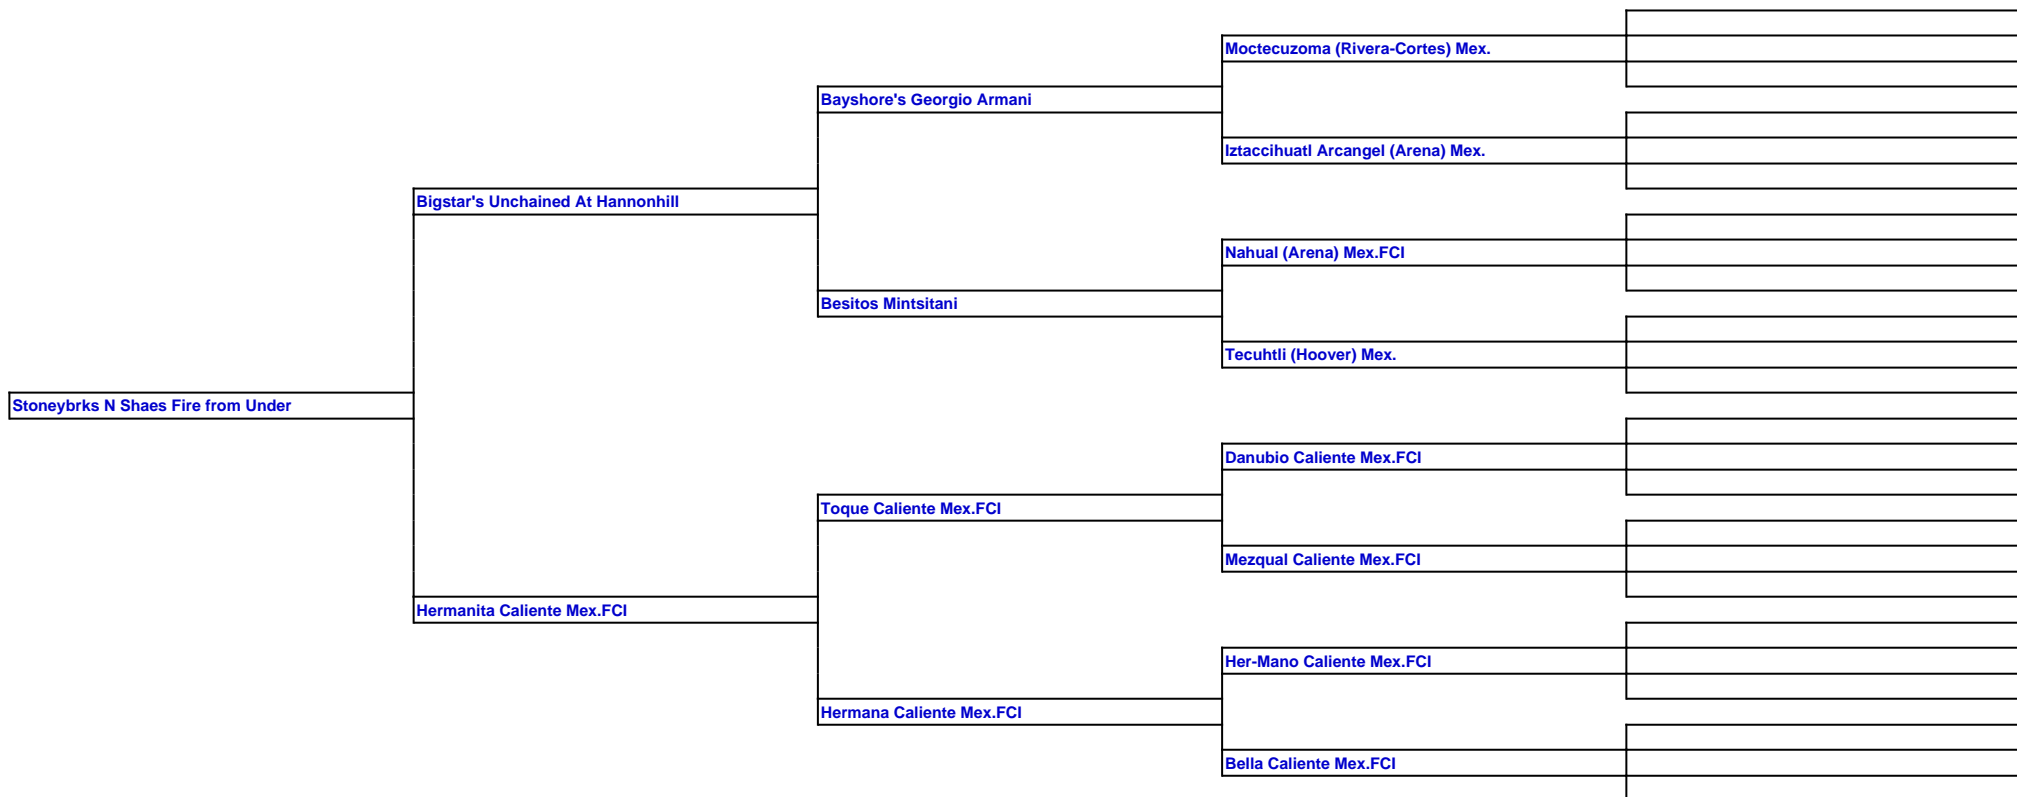 Moctecuzoma (Rivera-Cortes) Mex.
Bayshore's Georgio Armani
Iztaccihuatl Arcangel (Arena) Mex.
Bigstar's Unchained At Hannonhill
Nahual (Arena) Mex.FCI
Besitos Mintsitani
Tecuhtli (Hoover) Mex.
Stoneybrks N Shaes Fire from Under
Danubio Caliente Mex.FCI
Toque Caliente Mex.FCI
Mezqual Caliente Mex.FCI
Hermanita Caliente Mex.FCI
Her-Mano Caliente Mex.FCI
Hermana Caliente Mex.FCI
Bella Caliente Mex.FCI